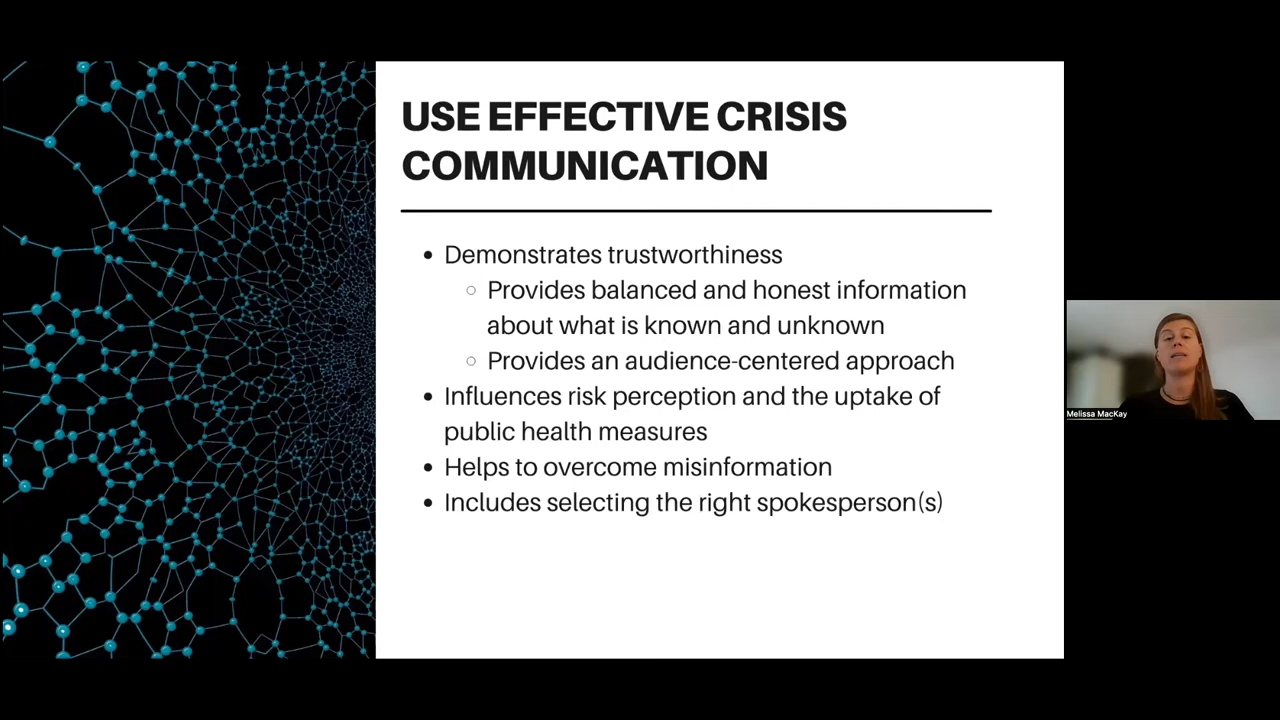 USE EFFECTIVE CRISIS
COMMUNICATION
• Demonstrates trustworthiness
○ Provides balanced and honest information
about what is known and unknown
○ Provides an audience-centered approach
• Influences risk perception and the uptake of
public health measures
• Helps to overcome misinformation
• Includes selecting the right spokesperson(s)
Melissa MacKay